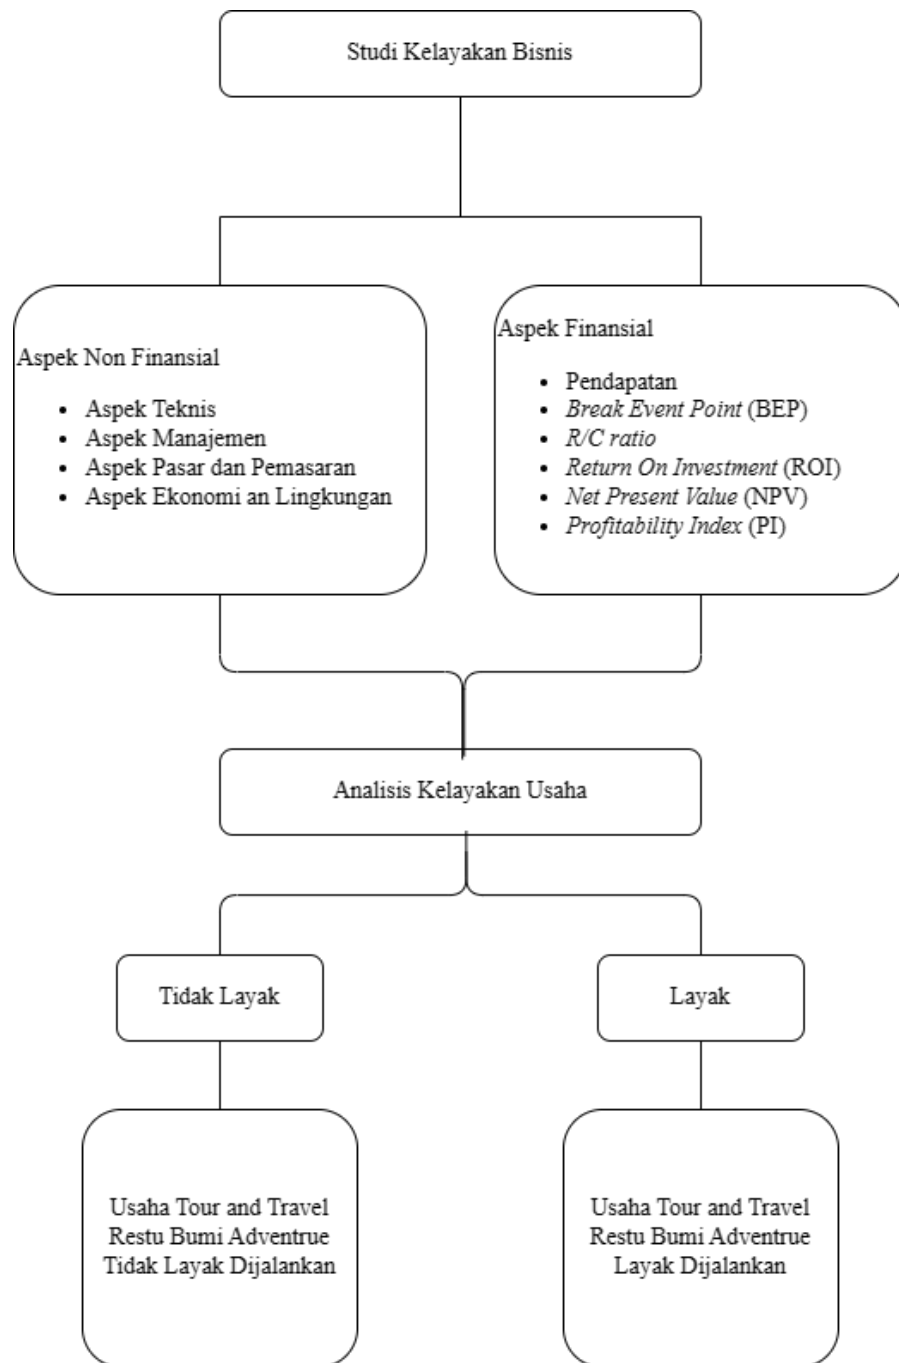 Studi Kelayakan Bisnis
Aspek Non Finansial
• Aspek Teknis
• Aspek Manajemen
• Aspek Pasar dan Pemasaran
• Aspek Ekonomi an Lingkungan
Aspek Finansial
• Pendapatan
• Break Event Point (BEP)
• R/C ratio
• Return On Investment (ROI)
• Net Present Value (NPV)
• Profitability Index (PI)
Analisis Kelayakan Usaha
Tidak Layak
Layak
Usaha Tour and Travel
Restu Bumi Adventrue
Tidak Layak Dijalankan
Usaha Tour and Travel
Restu Bumi Adventrue
Layak Dijalankan